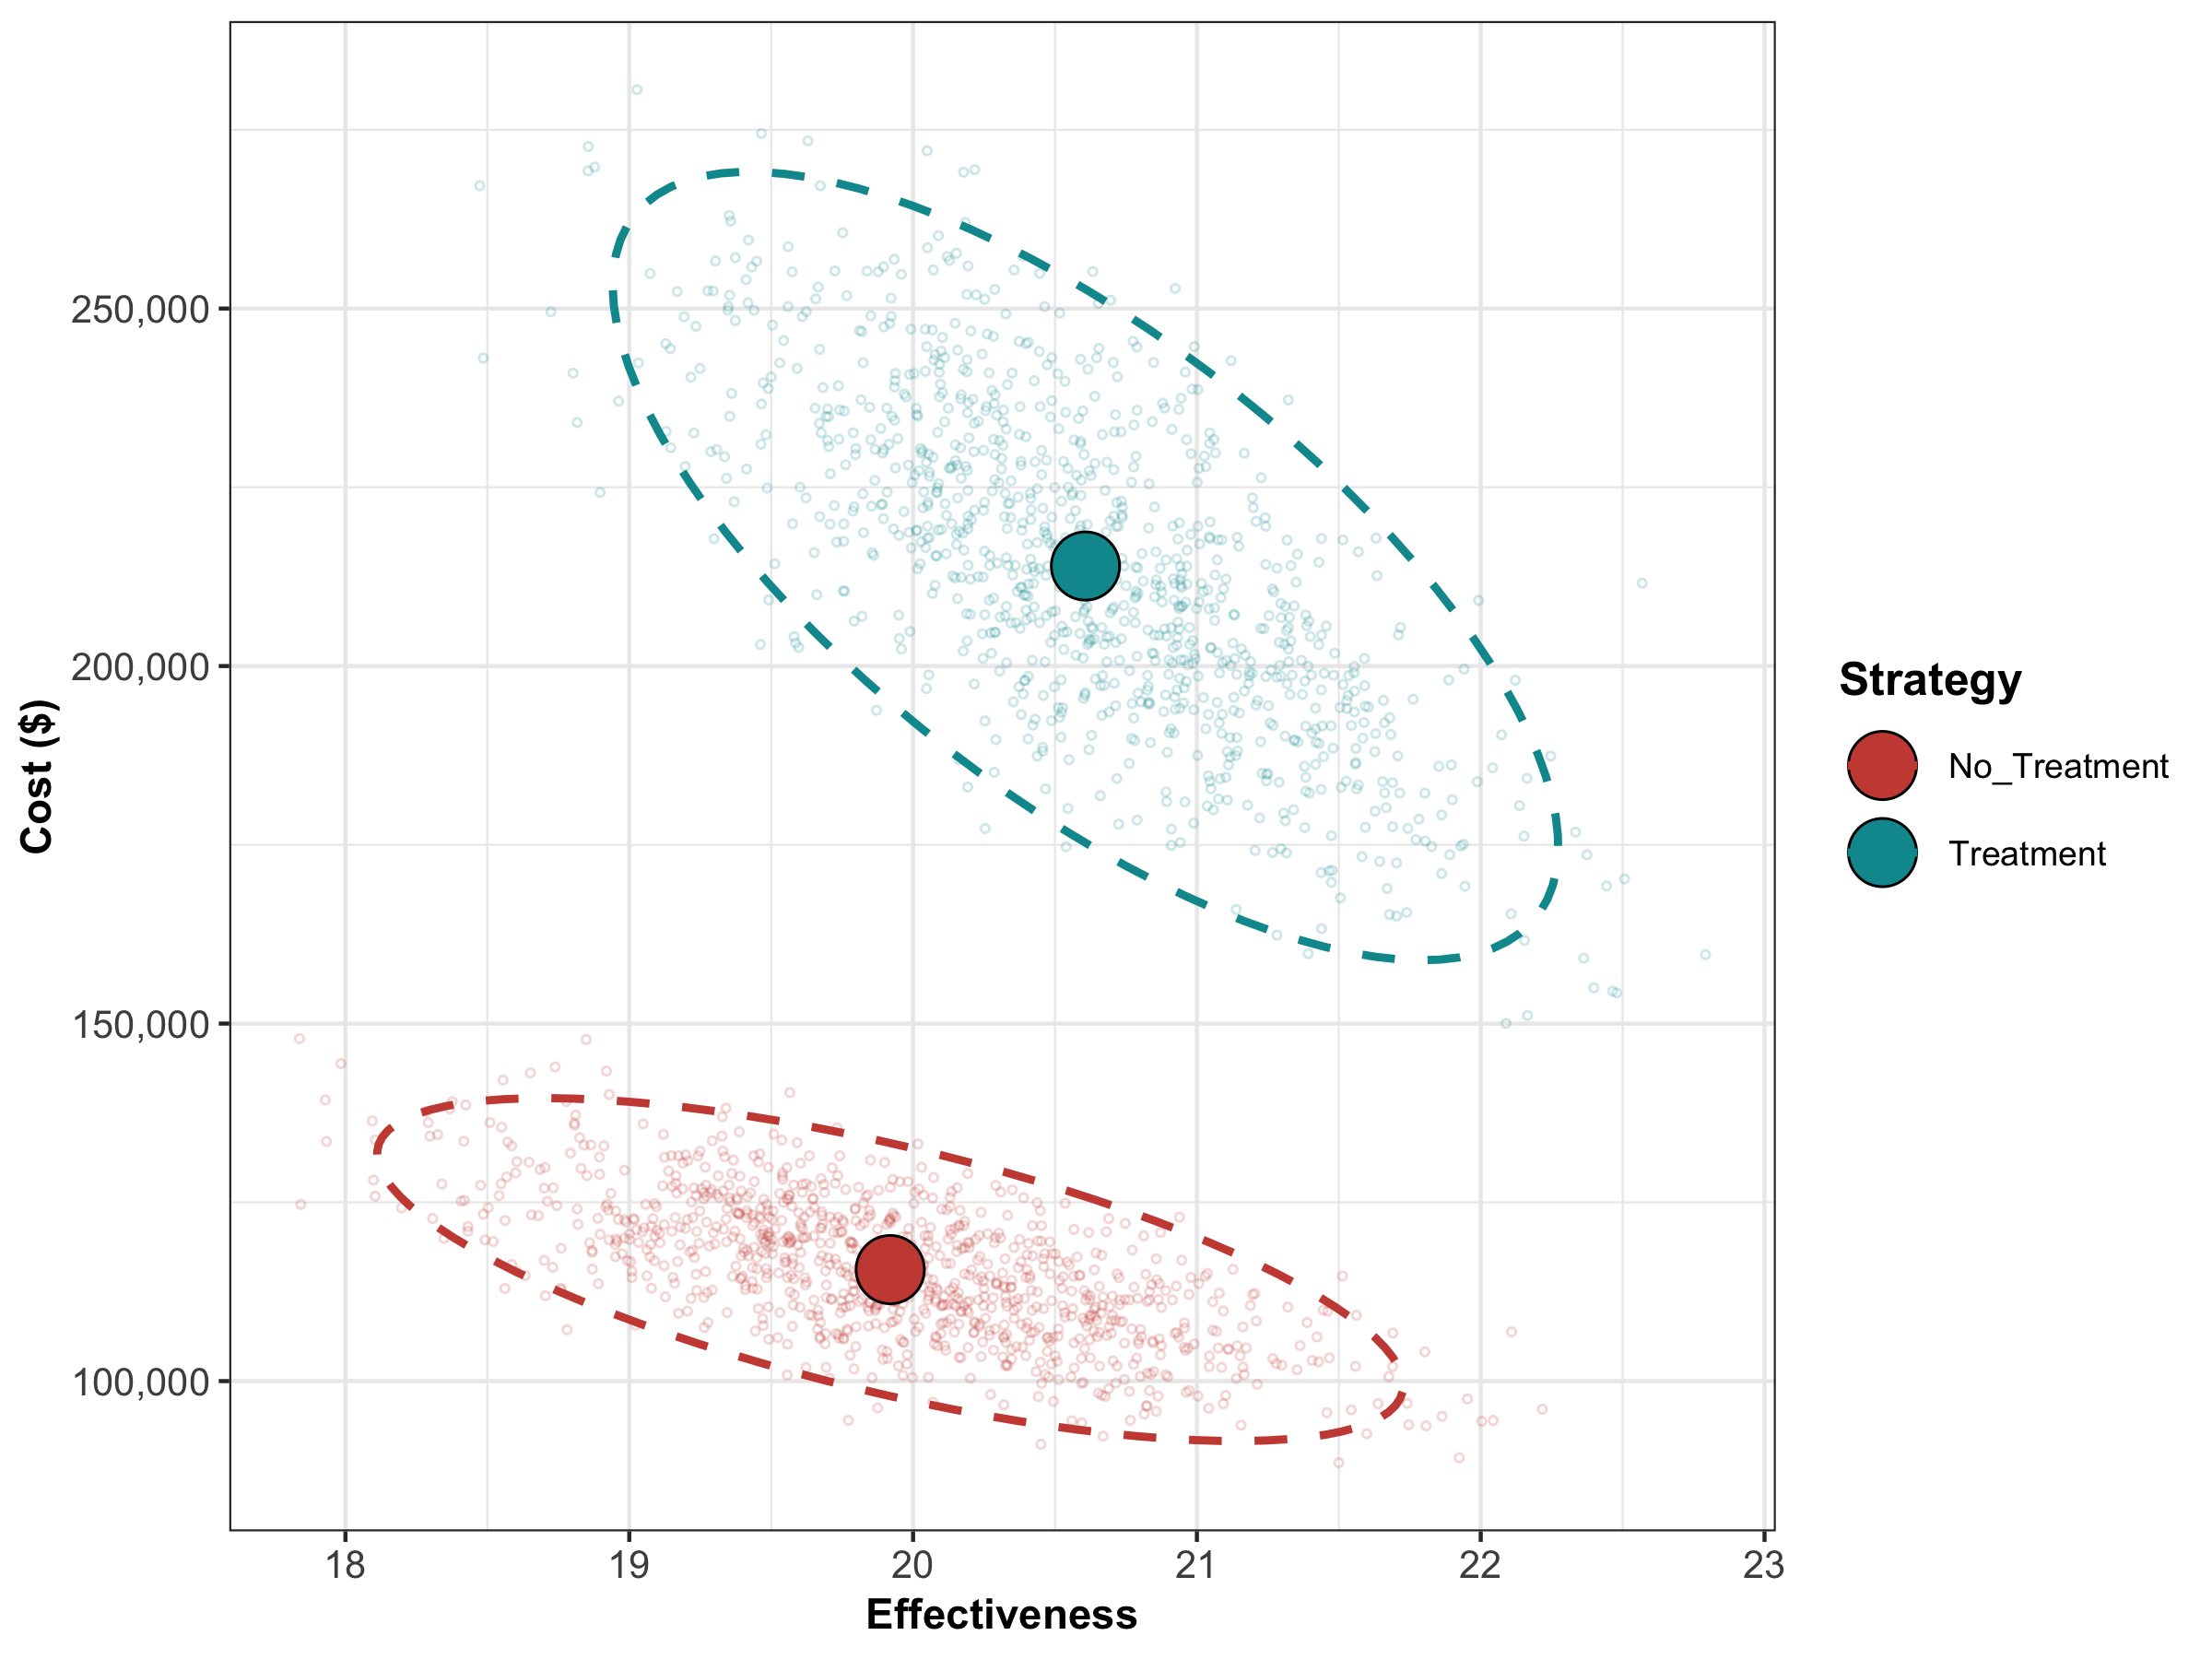 Cost ($)
250,000
200,000
150,000
100,000
18 19 20 21 22 23
Effectiveness
Strategy
No_Treatment
Treatment